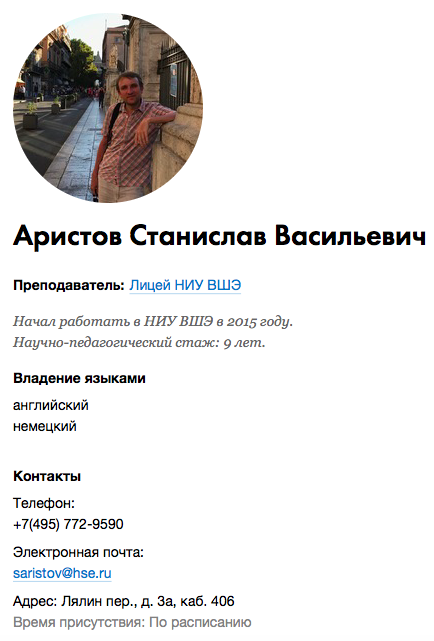 Аристов Станислав Васильевич
Преподаватель: Лицей НИУ ВШЭ
Начал работать в НИУ ВШЭ в 2015 году.
Научно-педагогический стаж: 9 лет.
Владение языками
английский
немецкий
Контакты
Телефон:
+7(495) 772-9590
Электронная почта:
saristov@hse.ru
Адрес: Лялин пер., д. 3а, каб. 406
Время присутствия: По расписанию